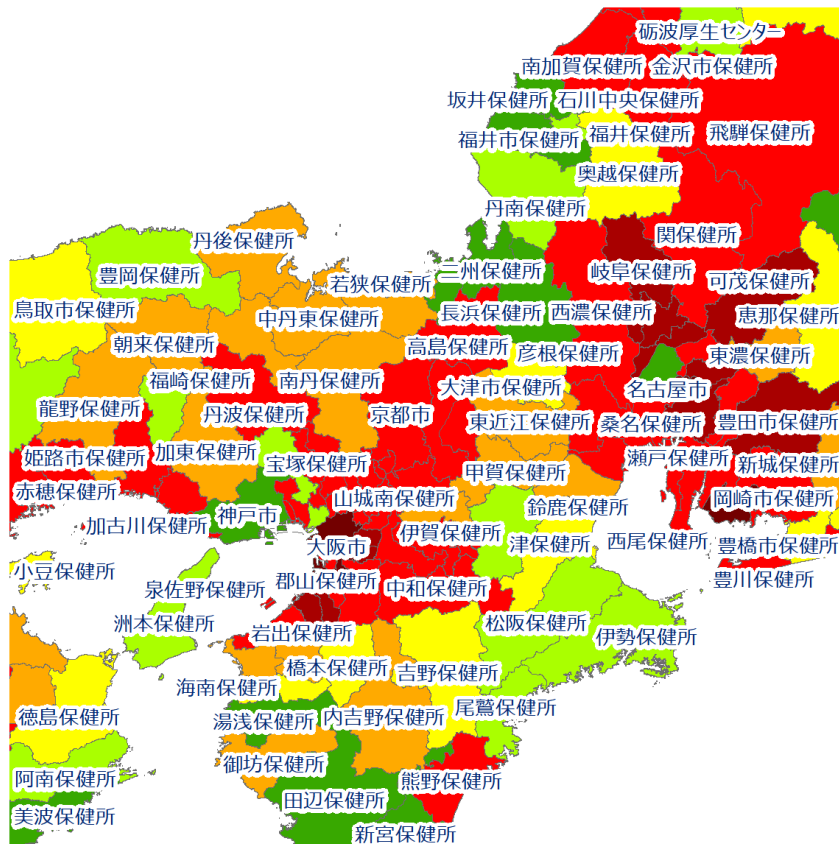 砺波厚生センター
南加賀保健所
金沢市保健所
坂井保健所
石川中央保健所
福井市保健所
福井保健所
飛騨保健所
奥越保健所
丹南保健所
丹後保健所
関保健所
豊岡保健所
二州保健所
岐阜保健所
若狭保健所
可茂保健所
鳥取市保健所
中丹東保健所
長浜保健所
西濃保健所
恵那保健所
朝来保健所
高島保健所
彦根保健所
東濃保健所
福崎保健所
南丹保健所
大津市保健所
名古屋市
龍野保健所
丹波保健所
京都市
東近江保健所
桑名保健所
豊田市保健所
姫路市保健所
加東保健所
宝塚保健所
甲賀保健所
瀬戸保健所
新城保健所
赤穂保健所
山城南保健所
鈴鹿保健所
岡崎市保健所
加古川保健所
神戸市
伊賀保健所
大阪市
津保健所
西尾保健所
豊橋市保健所
小豆保健所
泉佐野保健所
郡山保健所
中和保健所
豊川保健所
洲本保健所
岩出保健所
松阪保健所
伊勢保健所
橋本保健所
吉野保健所
海南保健所
徳島保健所
湯浅保健所
内吉野保健所
尾鷲保健所
御坊保健所
阿南保健所
熊野保健所
田辺保健所
美波保健所
新宮保健所